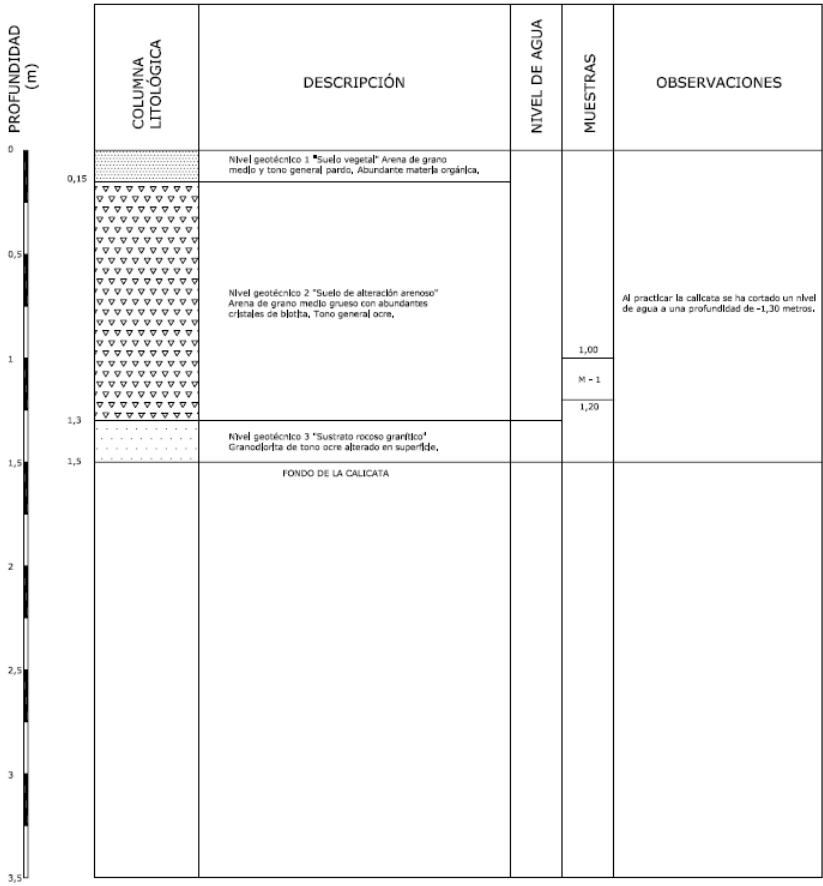 PROFUNDIDAD
(m)
COLUMNA
LITOLÓGICA
DESCRIPCIÓN
NIVEL DE AGUA
MUESTRAS
OBSERVACIONES
0
Nivel geotécnico 1 "Suelo vegetal" Arena de grano
medio y tono general pardo. Abundante materia orgánica.
0,15
0,5
Nivel geotécnico 2 "Suelo de alteración arenoso"
Arena de grano medio grueso con abundantes
cristales de biotita. Tono general ocre.
Al practicar la calicata se ha cortado un nivel
de agua a una profundidad de -1,30 metros.
1,00
1
M - 1
1,20
1,3
Nivel geotécnico 3 "Sustrato rocoso granítico"
Granodiorita de tono ocre alterado en superficie.
1,5
1,5
FONDO DE LA CALICATA
2
2,5
3
3,5